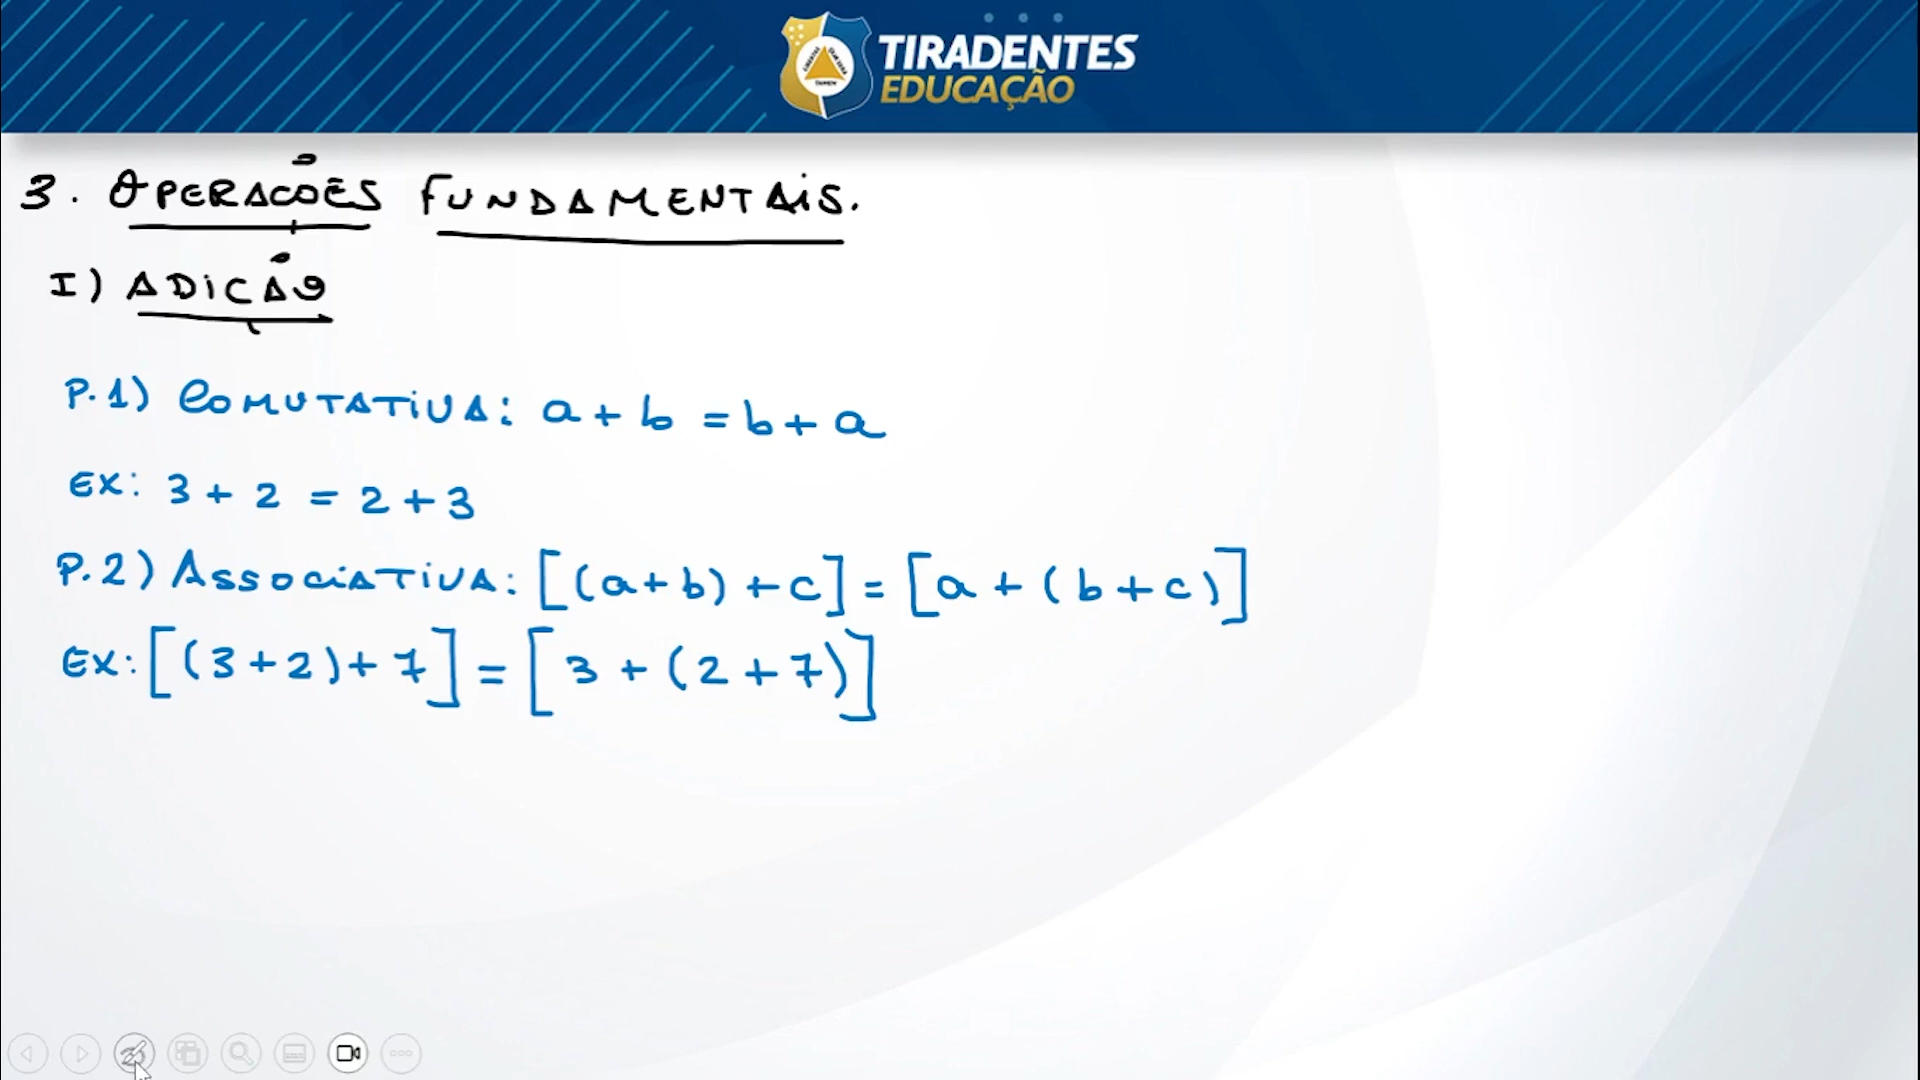 TIRADENTES
EDUCAÇÃO
3. OPERAÇÕES FUNDAMENTAIS.
I) ADIÇÃO
P.1) COMUTATIVA: a + b = b + a
EX: 3 + 2 = 2 + 3
P.2) ASSOCIATIVA: [(a+b) + c] = [a + (b+c)]
EX: [(3+2)+7] = [3 + (2+7)]